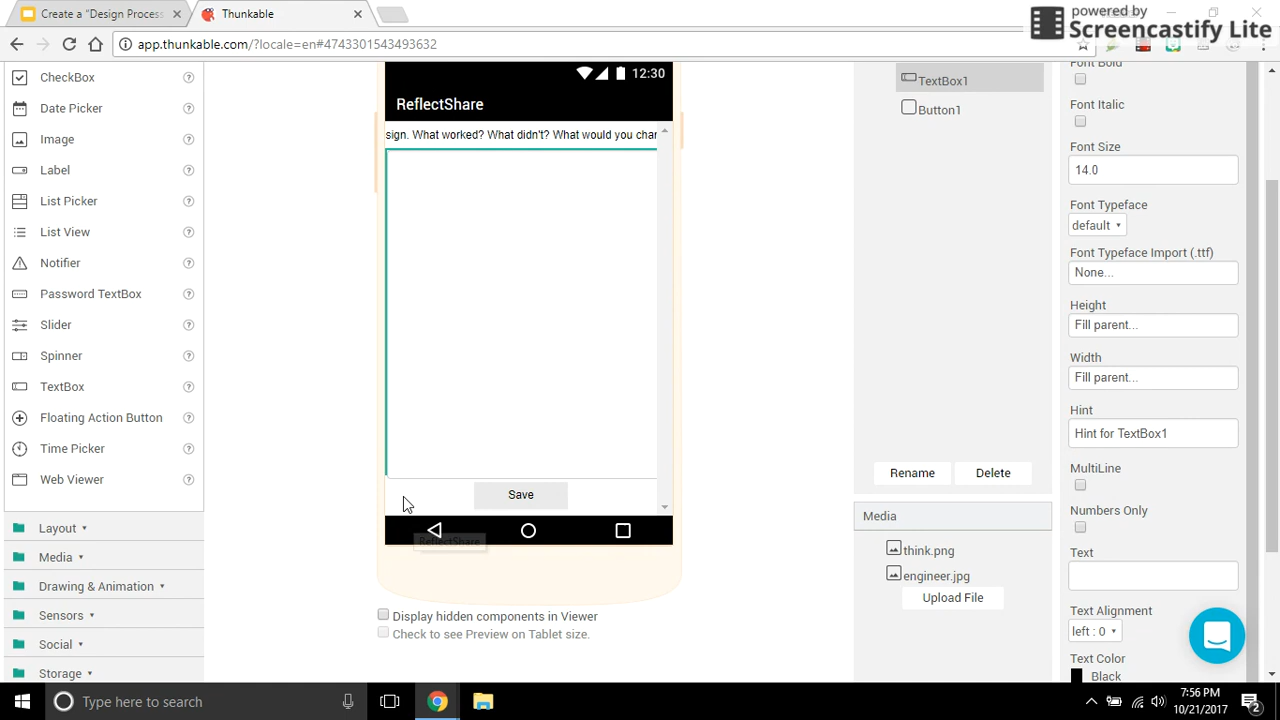 Create a "Design Process
Thunkable
powered by
Screencastify Lite
app.thunkable.com/?locale=en#4743301543493632
CheckBox
Date Picker
Image
Label
List Picker
List View
Notifier
Password TextBox
Slider
Spinner
TextBox
Floating Action Button
Time Picker
Web Viewer
Layout
Media
Drawing & Animation
Sensors
Social
Storage
12:30
ReflectShare
sign. What worked? What didn't? What would you char
Save
ReflectShare
Display hidden components in Viewer
Check to see Preview on Tablet size.
TextBox1
Button1
Rename
Delete
Media
think.png
engineer.jpg
Upload File
Font Bold
Font Italic
Font Size
14.0
Font Typeface
default
Font Typeface Import (.ttf)
None...
Height
Fill parent...
Width
Fill parent...
Hint
Hint for TextBox1
MultiLine
Numbers Only
Text
Text Alignment
left : 0
Text Color
Black
Type here to search
7:56 PM
10/21/2017
2